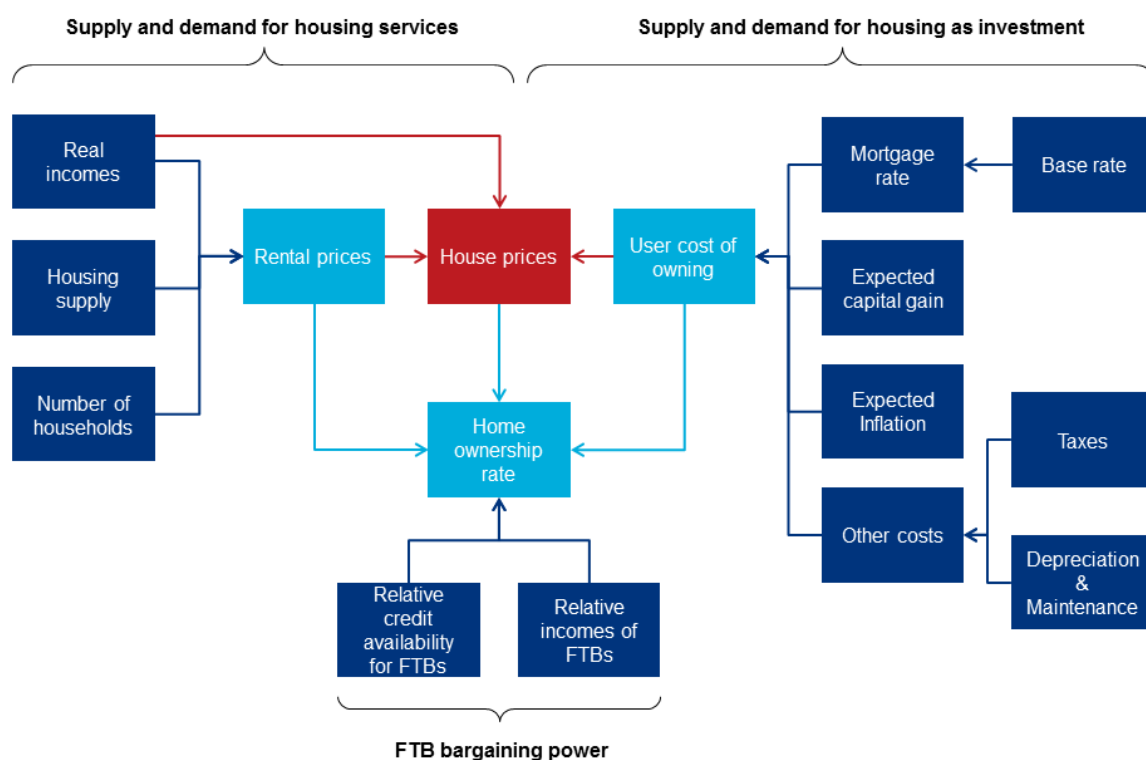 Supply and demand for housing services
Supply and demand for housing as investment
Real
incomes
Housing
supply
Number of
households
Rental prices
House prices
User cost of
owning
Mortgage
rate
Base rate
Expected
capital gain
Expected
Inflation
Other costs
Taxes
Depreciation
&
Maintenance
Home
ownership
rate
Relative
credit
availability
for FTBs
Relative
incomes of
FTBs
FTB bargaining power